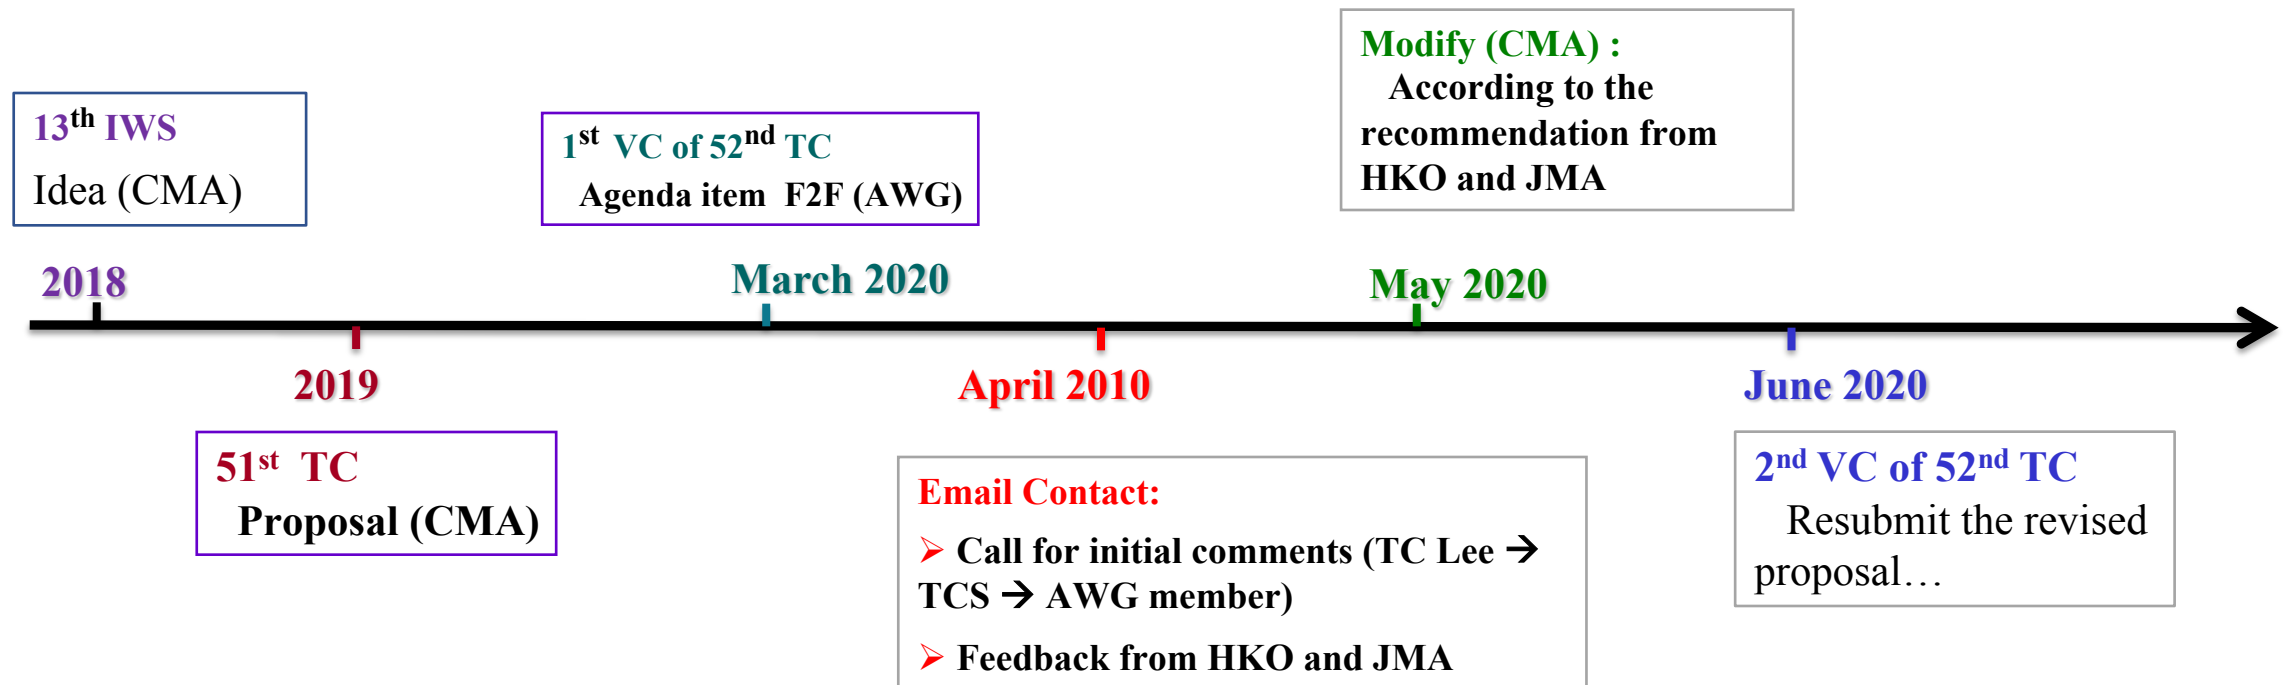 13th IWS
Idea (CMA)
2018
51st TC
Proposal (CMA)
2019
1st VC of 52nd TC
Agenda item F2F (AWG)
March 2020
April 2010
Email Contact:
➢ Call for initial comments (TC Lee →
TCS → AWG member)
➢ Feedback from HKO and JMA
Modify (CMA) :
According to the
recommendation from
HKO and JMA
May 2020
June 2020
2nd VC of 52nd TC
Resubmit the revised
proposal…